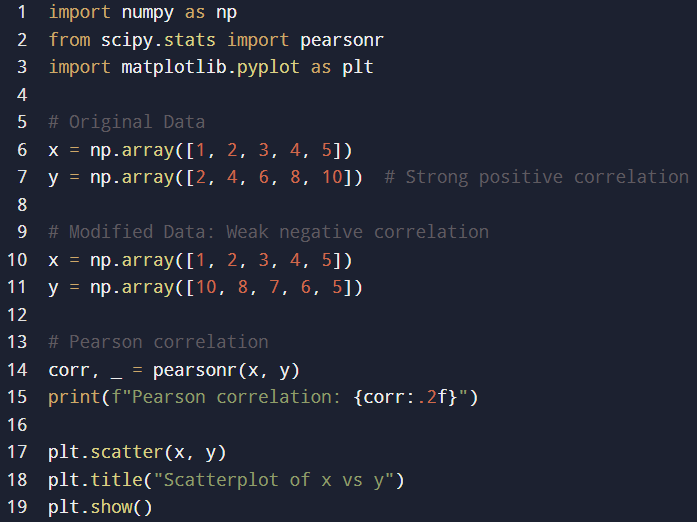 1 import numpy as np
2 from scipy.stats import pearsonr
3 import matplotlib.pyplot as plt
4
5 # Original Data
6 x = np.array([1, 2, 3, 4, 5])
7 y = np.array([2, 4, 6, 8, 10])  # Strong positive correlation
8
9 # Modified Data: Weak negative correlation
10 x = np.array([1, 2, 3, 4, 5])
11 y = np.array([10, 8, 7, 6, 5])
12
13 # Pearson correlation
14 corr, _ = pearsonr(x, y)
15 print(f"Pearson correlation: {corr:.2f}")
16
17 plt.scatter(x, y)
18 plt.title("Scatterplot of x vs y")
19 plt.show()